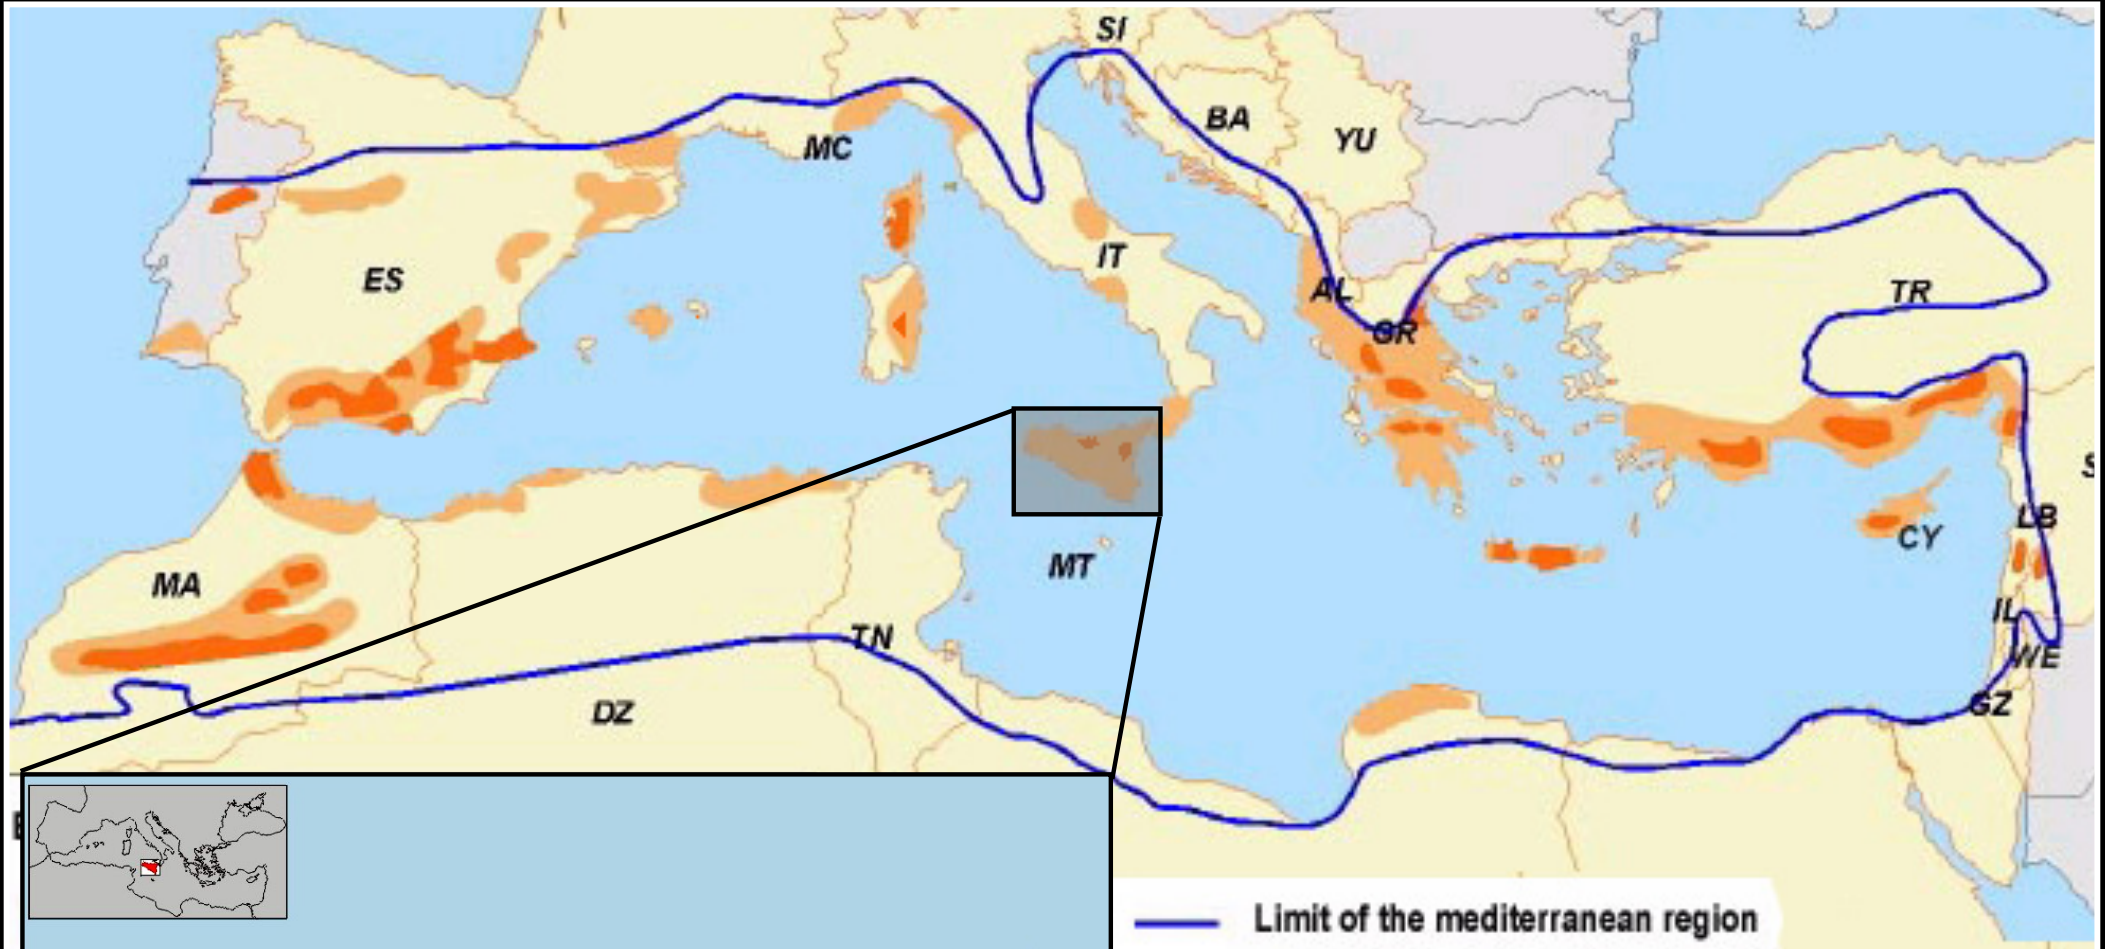 SI
BA
YU
MC
ES
IT
AL
GR
TR
S
LB
CY
MA
MT
IL
TN
WE
GZ
DZ
Limit of the mediterranean region